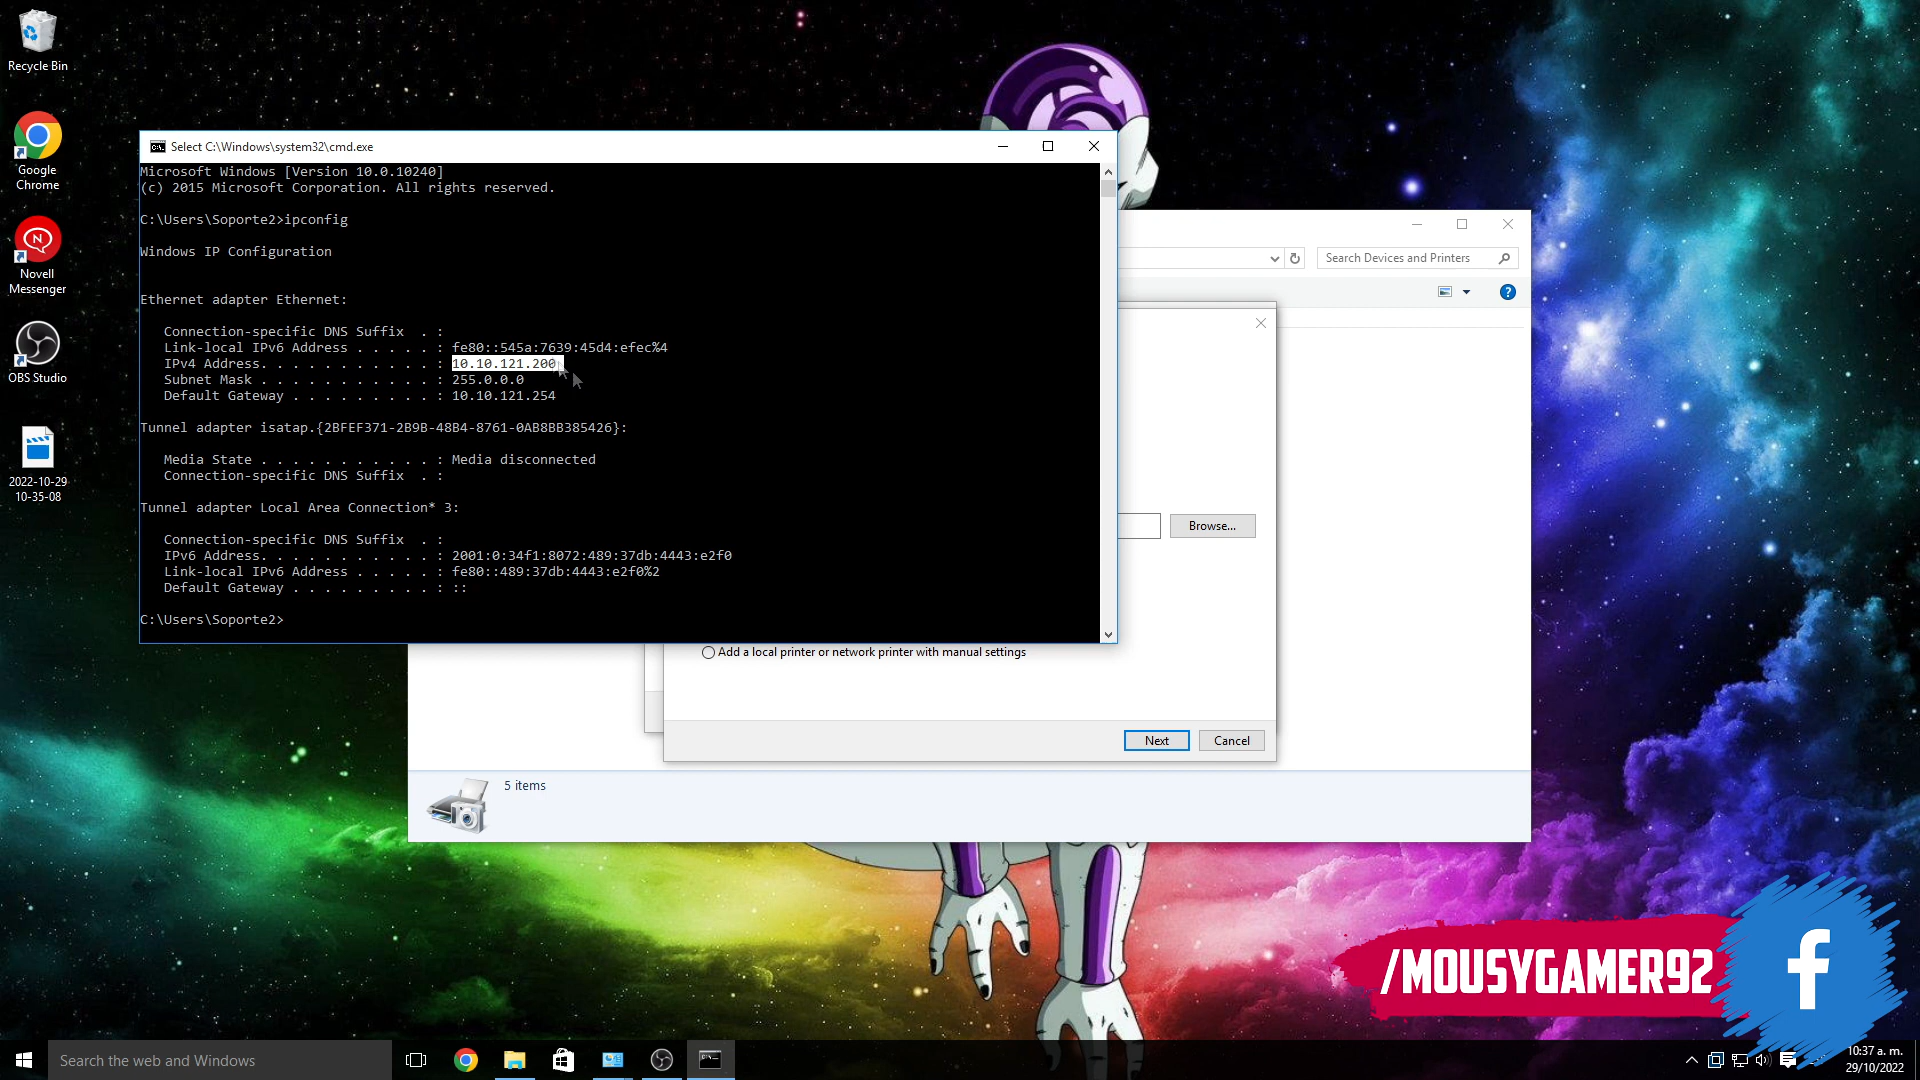 Recycle Bin
Google
Chrome
Novell
Messenger
OBS Studio
2022-10-29
10-35-08
Select C:\Windows\system32\cmd.exe
Microsoft Windows [Version 10.0.10240]
(c) 2015 Microsoft Corporation. All rights reserved.
C:\Users\Soporte2>ipconfig
Windows IP Configuration
Ethernet adapter Ethernet:
Connection-specific DNS Suffix  . :
Link-local IPv6 Address . . . . . : fe80::545a:7639:45d4:efec%4
IPv4 Address. . . . . . . . . . . : 10.10.121.200
Subnet Mask . . . . . . . . . . . : 255.0.0.0
Default Gateway . . . . . . . . . : 10.10.121.254
Tunnel adapter isatap.{2BFEF371-2B9B-48B4-8761-0AB8BB385426}:
Media State . . . . . . . . . . . : Media disconnected
Connection-specific DNS Suffix  . :
Tunnel adapter Local Area Connection* 3:
Connection-specific DNS Suffix  . :
IPv6 Address. . . . . . . . . . . : 2001:0:34f1:8072:489:37db:4443:e2f0
Link-local IPv6 Address . . . . . : fe80::489:37db:4443:e2f0%2
Default Gateway . . . . . . . . . : ::
C:\Users\Soporte2>
Search Devices and Printers
Browse...
Add a local printer or network printer with manual settings
Next
Cancel
5 items
/MOUSYGAMER92
f
Search the web and Windows
10:37 a. m.
29/10/2022